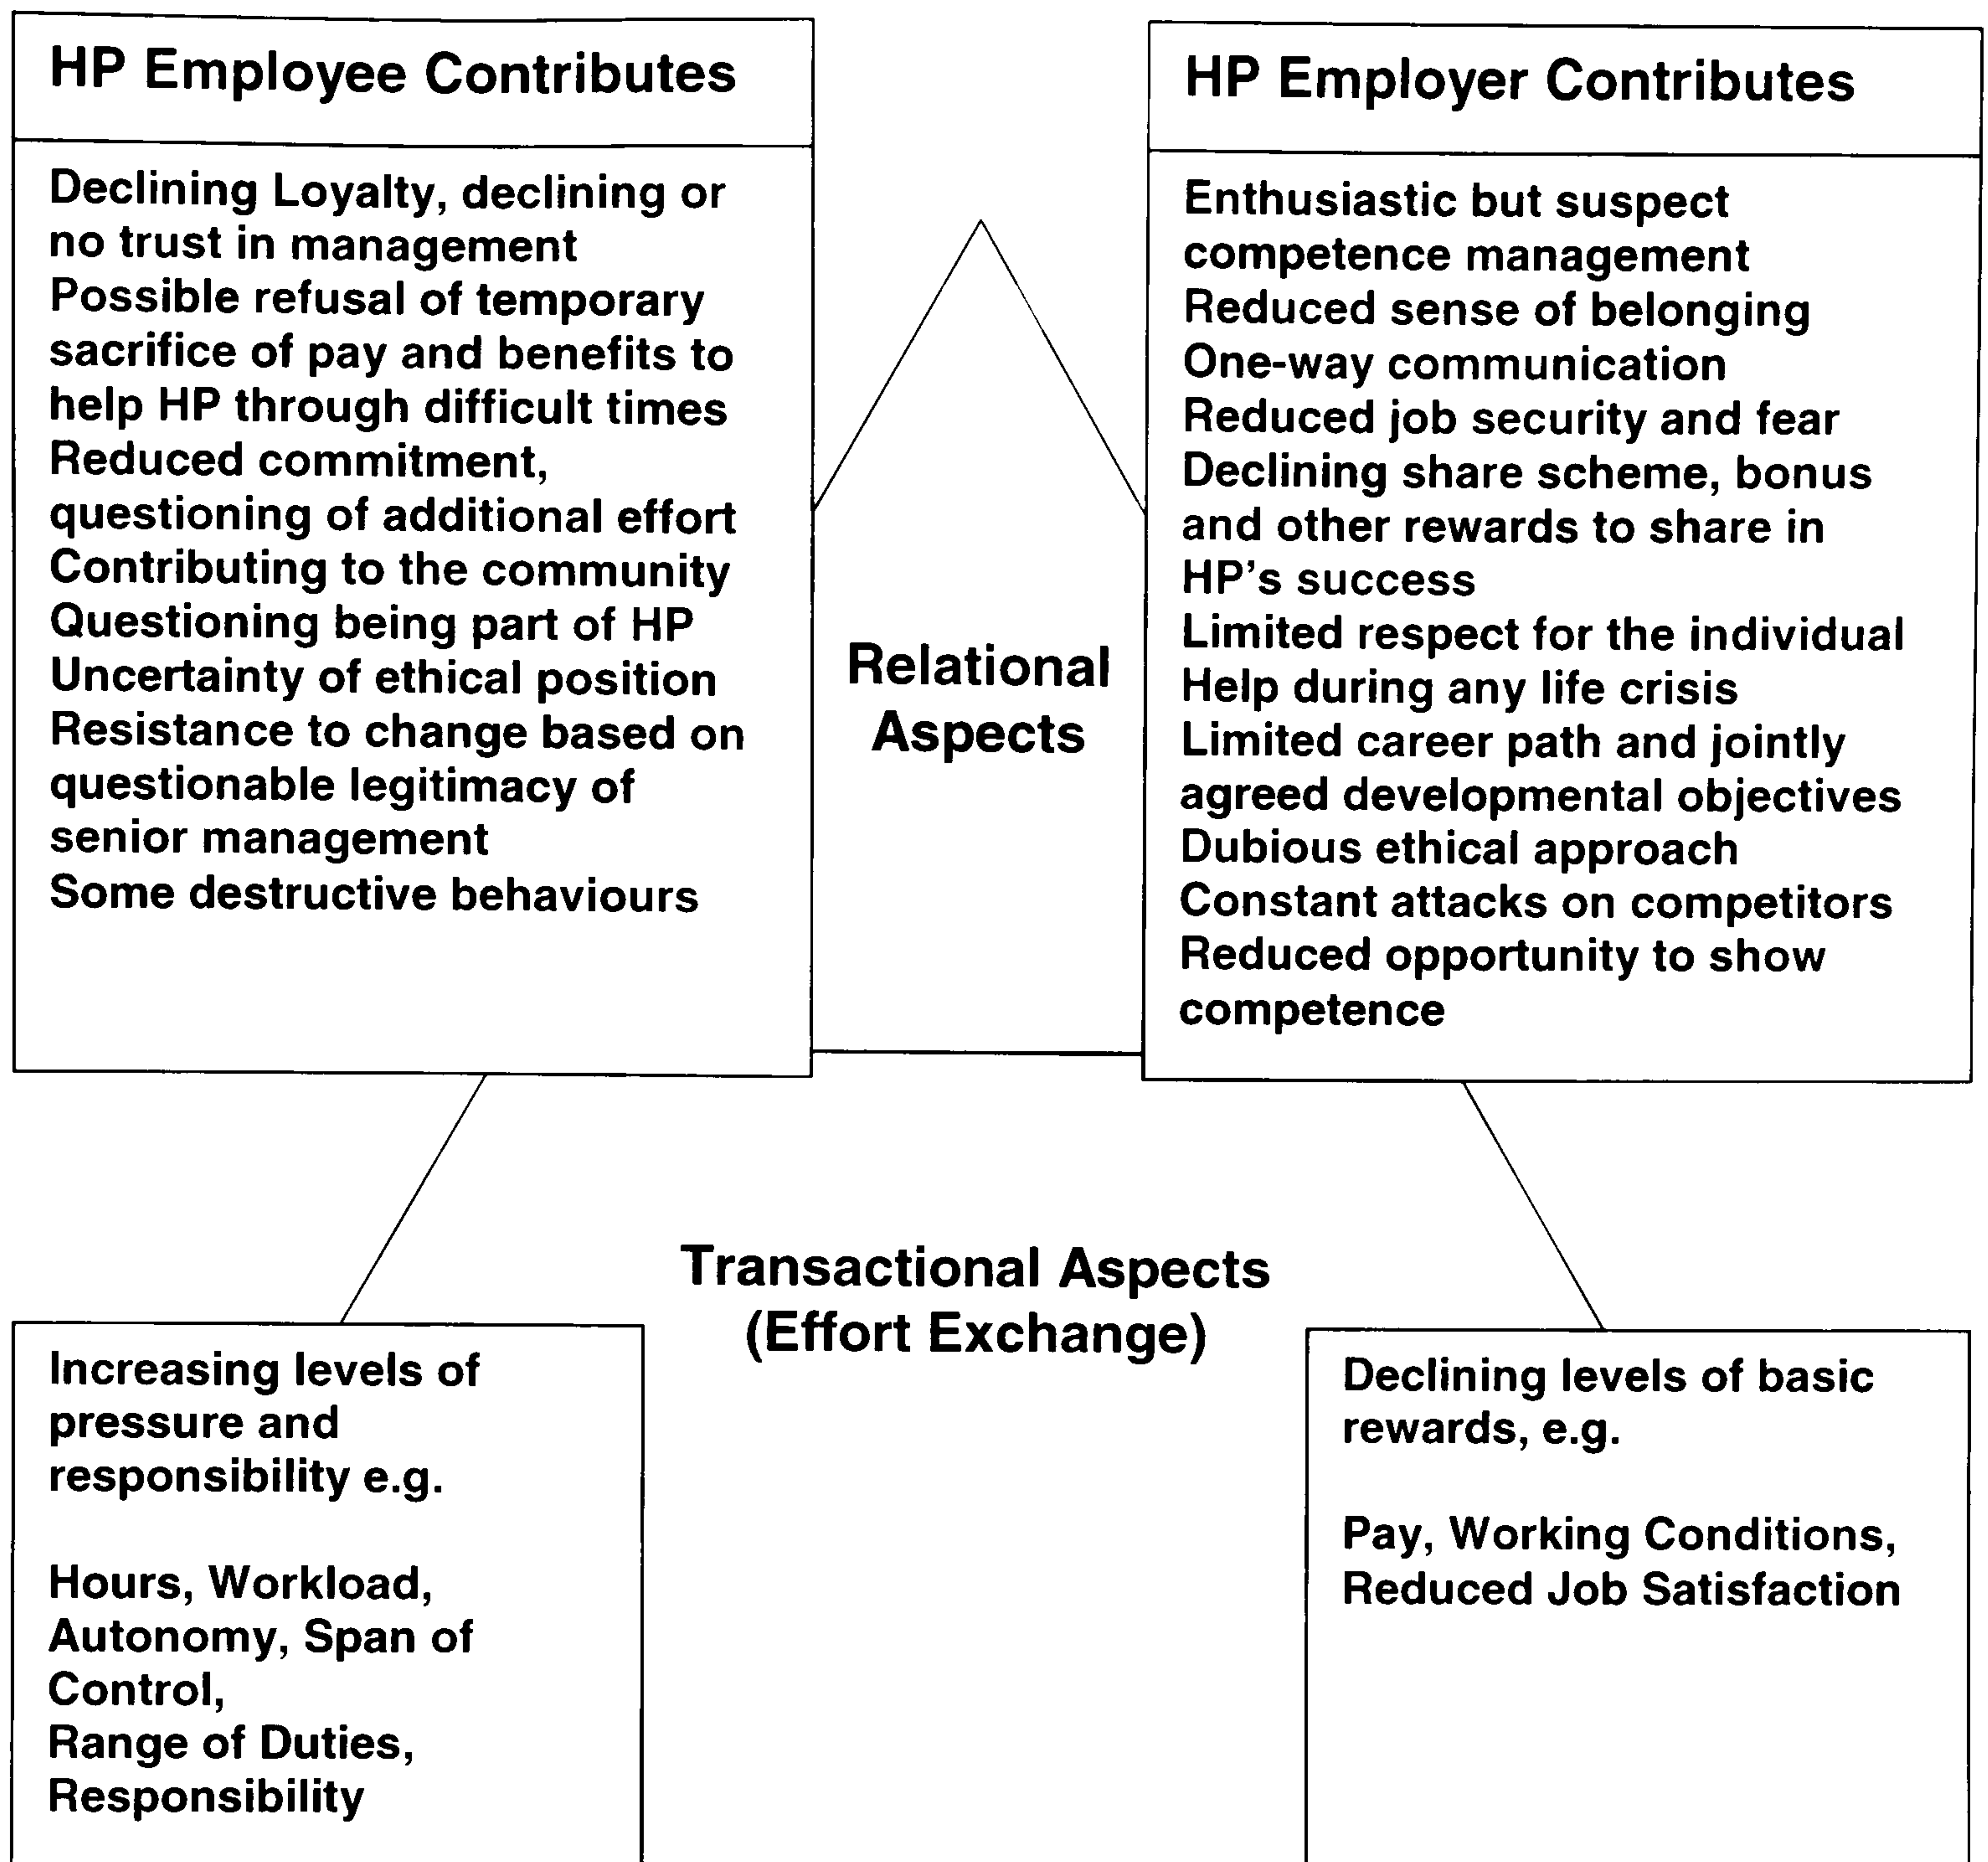 HP Employee Contributes
Declining Loyalty, declining or
no trust in management
Possible refusal of temporary
sacrifice of pay and benefits to
help HP through difficult times
Reduced commitment,
questioning of additional effort
Contributing to the community
Questioning being part of HP
Uncertainty of ethical position
Resistance to change based on
questionable legitimacy of
senior management
Some destructive behaviours
HP Employer Contributes
Enthusiastic but suspect
competence management
Reduced sense of belonging
One-way communication
Reduced job security and fear
Declining share scheme, bonus
and other rewards to share in
HP's success
Limited respect for the individual
Help during any life crisis
Limited career path and jointly
agreed developmental objectives
Dubious ethical approach
Constant attacks on competitors
Reduced opportunity to show
competence
Relational
Aspects
Transactional Aspects
(Effort Exchange)
Increasing levels of
pressure and
responsibility e.g.
Hours, Workload,
Autonomy, Span of
Control,
Range of Duties,
Responsibility
Declining levels of basic
rewards, e.g.
Pay, Working Conditions,
Reduced Job Satisfaction